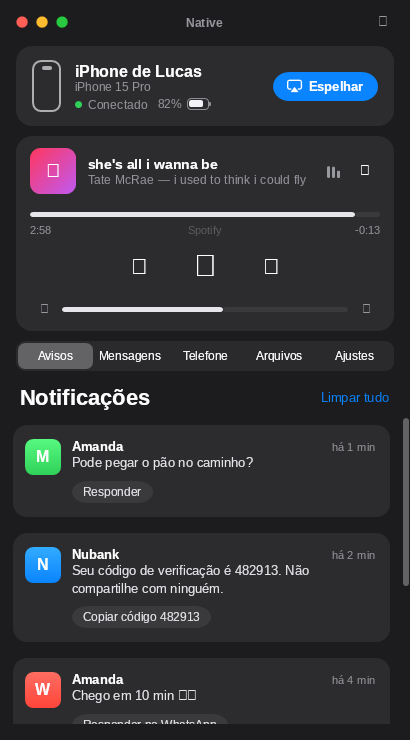 Native
iPhone de Lucas
iPhone 15 Pro
Conectado 82%
Espelhar
she's all i wanna be
Tate McRae — i used to think i could fly
2:58 Spotify -0:13
Avisos Mensagens Telefone Arquivos Ajustes
Notificações Limpar tudo
M Amanda há 1 min
Pode pegar o pão no caminho?
Responder
N Nubank há 2 min
Seu código de verificação é 482913. Não
compartilhe com ninguém.
Copiar código 482913
W Amanda há 4 min
Chego em 10 min
Responder no WhatsApp